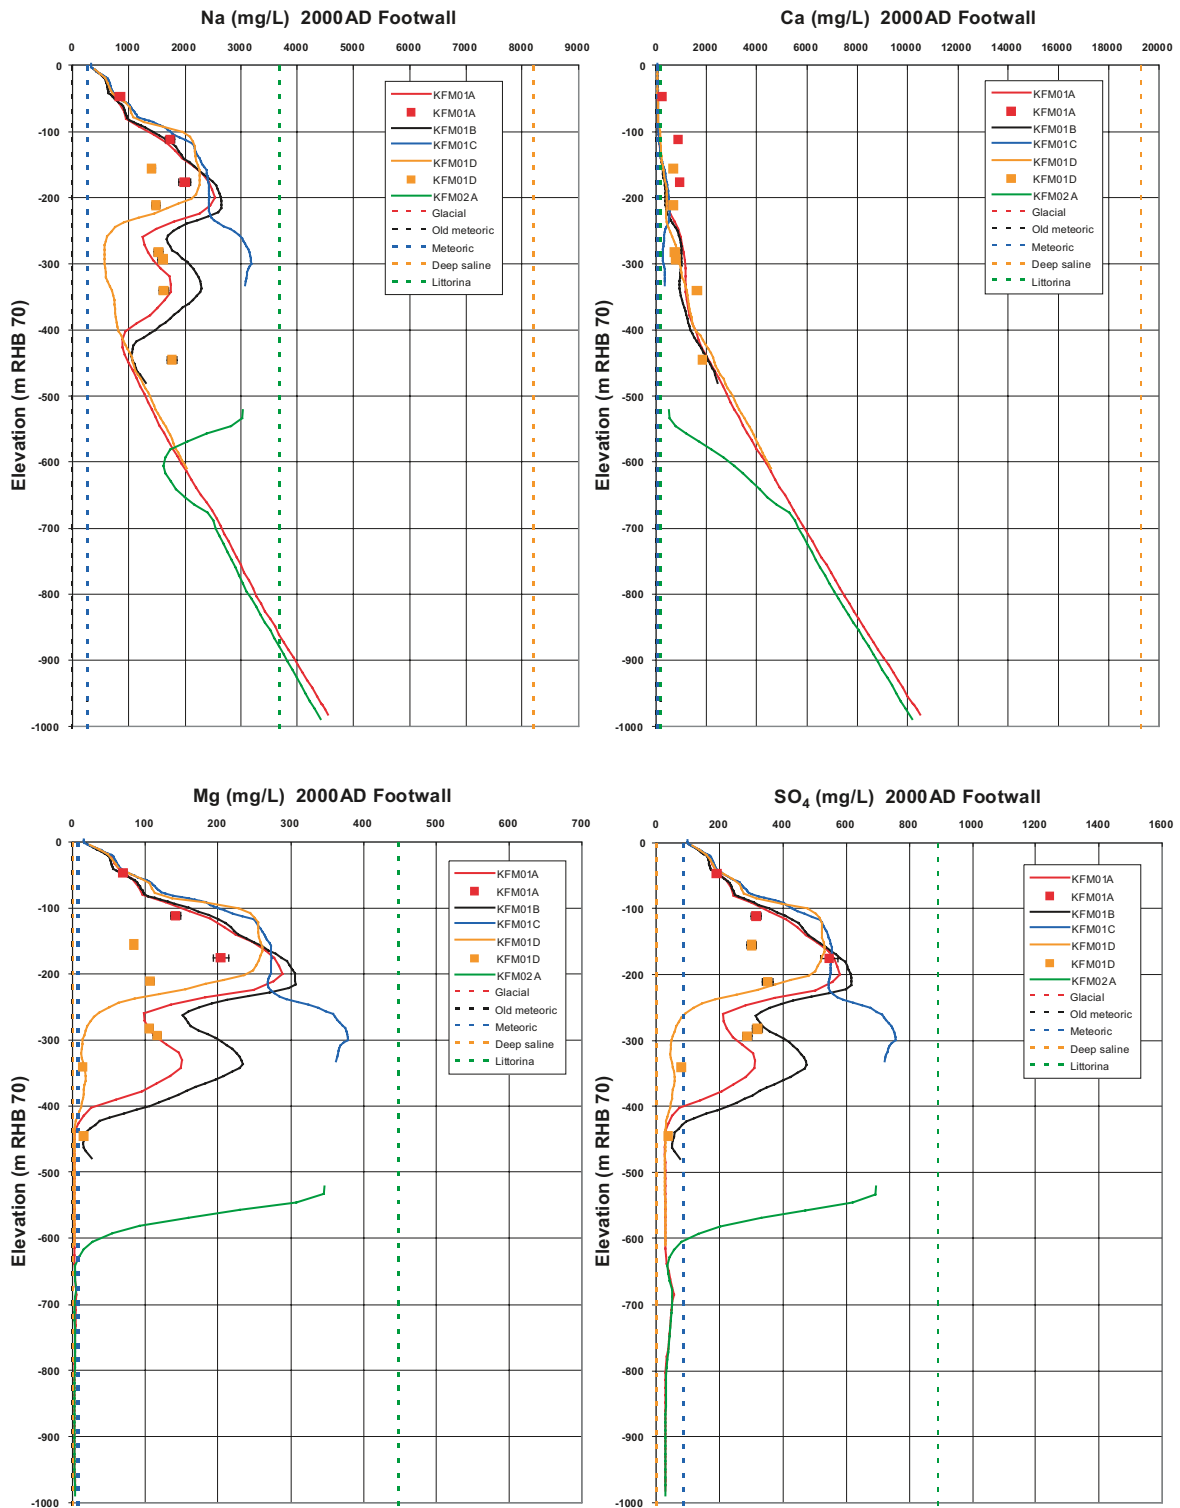 Na (mg/L)  2000AD Footwall
0 1000 2000 3000 4000 5000 6000 7000 8000 9000
0
-100
-200
-300
-400
-500
-600
-700
-800
-900
-1000
Elevation (m RHB 70)
KFM01A
KFM01A
KFM01B
KFM01C
KFM01D
KFM01D
KFM02A
Glacial
Old meteoric
Meteoric
Deep saline
Littorina
Ca (mg/L)  2000AD Footwall
0 2000 4000 6000 8000 10000 12000 14000 16000 18000 20000
0
-100
-200
-300
-400
-500
-600
-700
-800
-900
-1000
Elevation (m RHB 70)
KFM01A
KFM01A
KFM01B
KFM01C
KFM01D
KFM01D
KFM02A
Glacial
Old meteoric
Meteoric
Deep saline
Littorina
Mg (mg/L)  2000AD Footwall
0 100 200 300 400 500 600 700
0
-100
-200
-300
-400
-500
-600
-700
-800
-900
-1000
Elevation (m RHB 70)
KFM01A
KFM01A
KFM01B
KFM01C
KFM01D
KFM01D
KFM02A
Glacial
Old meteoric
Meteoric
Deep saline
Littorina
SO₄ (mg/L)  2000AD Footwall
0 200 400 600 800 1000 1200 1400 1600
0
-100
-200
-300
-400
-500
-600
-700
-800
-900
-1000
Elevation (m RHB 70)
KFM01A
KFM01A
KFM01B
KFM01C
KFM01D
KFM01D
KFM02A
Glacial
Old meteoric
Meteoric
Deep saline
Littorina